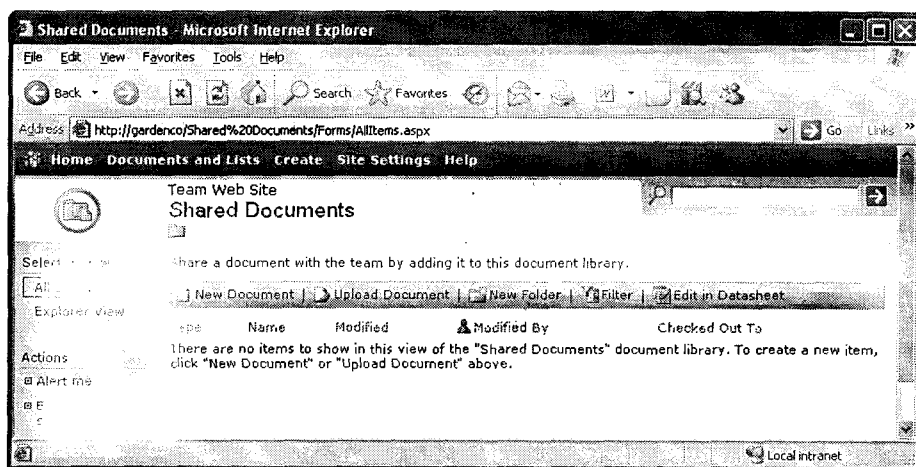 Shared Documents - Microsoft Internet Explorer
File Edit View Favorites Tools Help
Back Search Favorites
Address http://gardenco/Shared%20Documents/Forms/AllItems.aspx Go Links »
Home Documents and Lists Create Site Settings Help
Team Web Site
Shared Documents
Share a document with the team by adding it to this document library.
New Document | Upload Document | New Folder | Filter | Edit in Datasheet
Name Modified Modified By Checked Out To
There are no items to show in this view of the "Shared Documents" document library. To create a new item,
click "New Document" or "Upload Document" above.
Select
All
Explorer View
Actions
Alert me
Local intranet